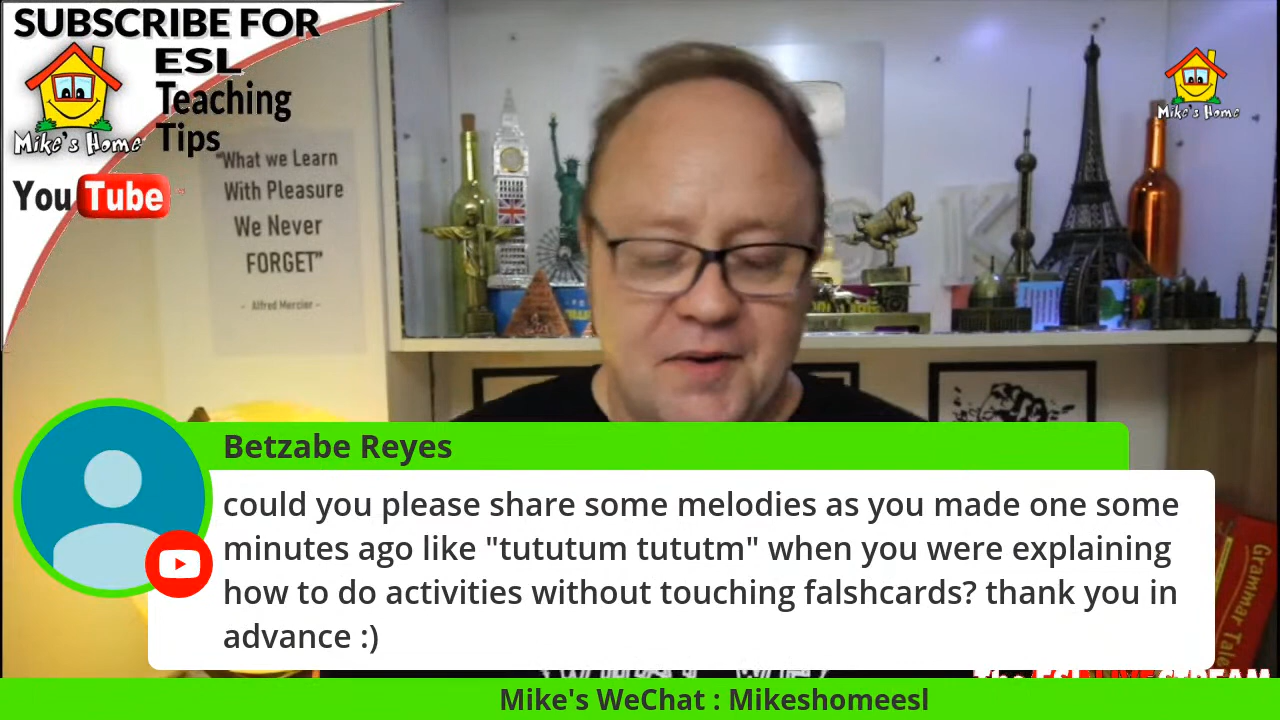 SUBSCRIBE FOR
ESL
Teaching
Tips
Mike's Home
YouTube
Mike's Home
"What we Learn
With Pleasure
We Never
FORGET"
- Alfred Mercier -
Betzabe Reyes
could you please share some melodies as you made one some
minutes ago like "tututum tututm" when you were explaining
how to do activities without touching falshcards? thank you in
advance :)
Grammar Tale
Mike's WeChat : Mikeshomeesl